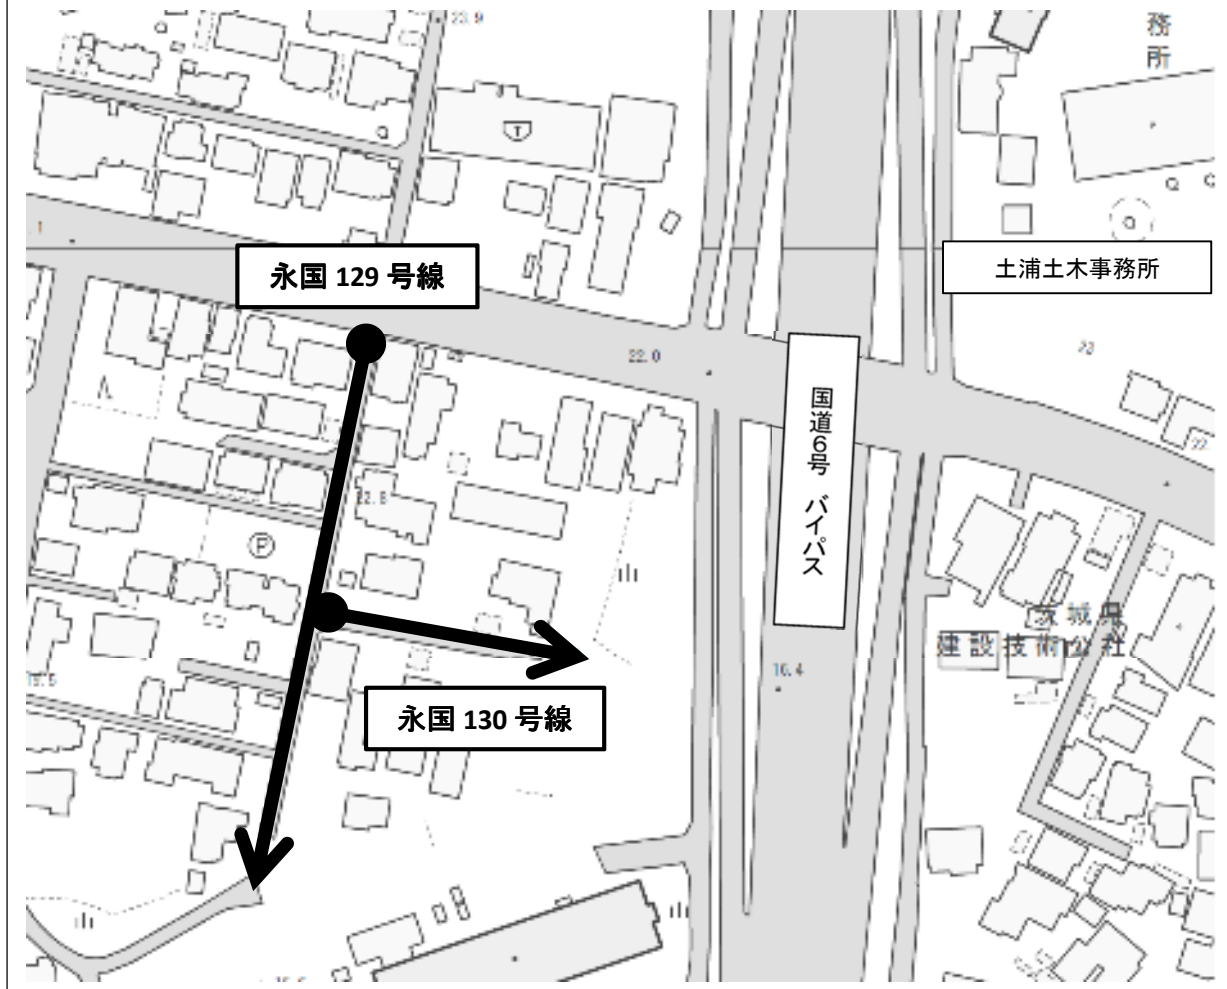 23.9
務
所
永国 129 号線
土浦土木事務所
22.0
国道6号 バイパス
22.
P
茨城県
建設技術公社
16.4
永国 130 号線